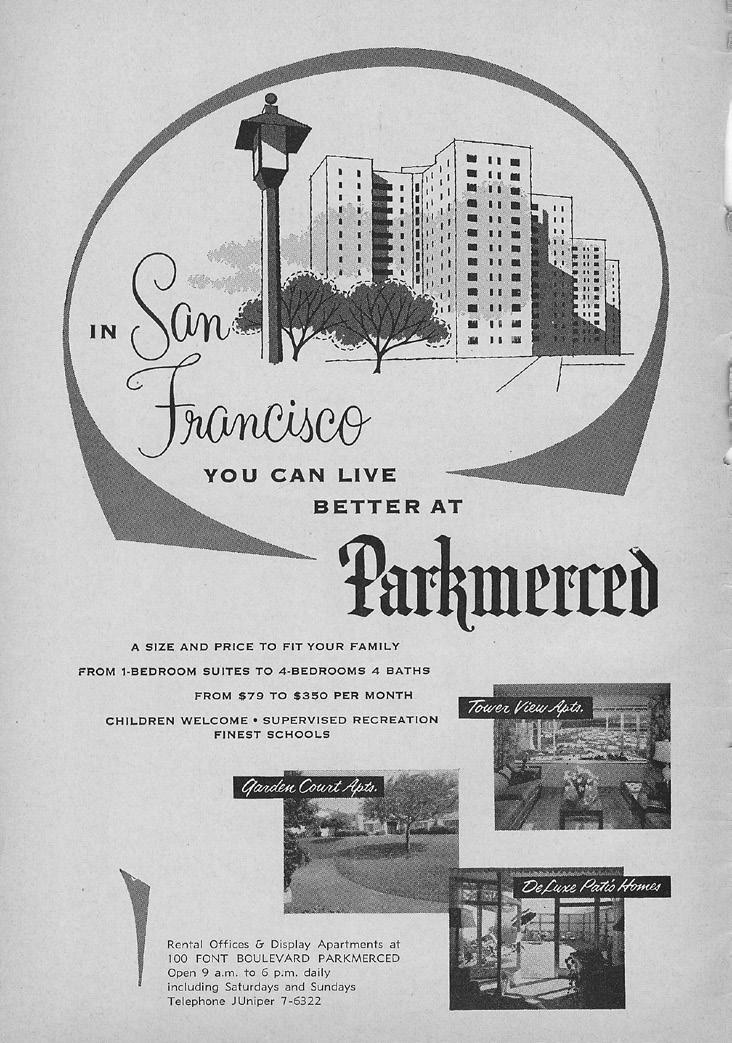 IN San
Francisco
YOU CAN LIVE
BETTER AT
Parkmerced
A SIZE AND PRICE TO FIT YOUR FAMILY
FROM 1-BEDROOM SUITES TO 4-BEDROOMS 4 BATHS
FROM $79 TO $350 PER MONTH
CHILDREN WELCOME • SUPERVISED RECREATION
FINEST SCHOOLS
Tower View Apts.
Garden Court Apts.
DeLuxe Patio Homes
Rental Offices & Display Apartments at
100 FONT BOULEVARD PARKMERCED
Open 9 a.m. to 6 p.m. daily
including Saturdays and Sundays
Telephone JUniper 7-6322